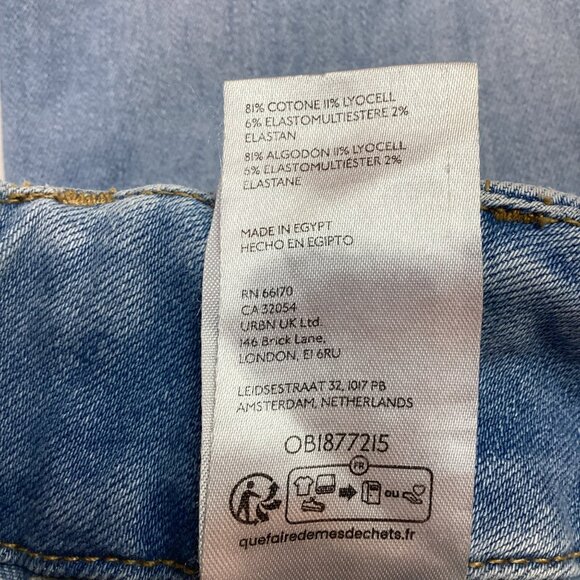 81% COTONE 11% LYOCELL
6% ELASTOMULTIESTERE 2%
ELASTAN
81% ALGODÓN 11% LYOCELL
6% ELASTOMULTIÉSTER 2%
ELASTANE
MADE IN EGYPT
HECHO EN EGIPTO
RN 66170
CA 32054
URBN UK Ltd.
146 Brick Lane,
LONDON, E1 6RU
LEIDSESTRAAT 32, 1017 PB
AMSTERDAM, NETHERLANDS
OB1877215
FR
ou
quefairedemesdechets.fr